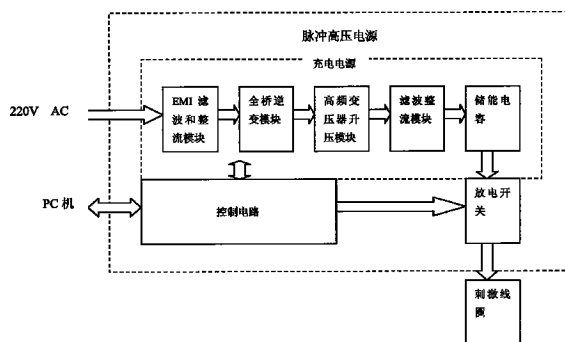 脉冲高压电源
充电电源
220V AC
EMI 滤
波和整
流模块
全桥逆
变模块
高频变
压器升
压模块
滤波整
流模块
储能电
容
PC 机
控制电路
放电开
关
刺激线
圈